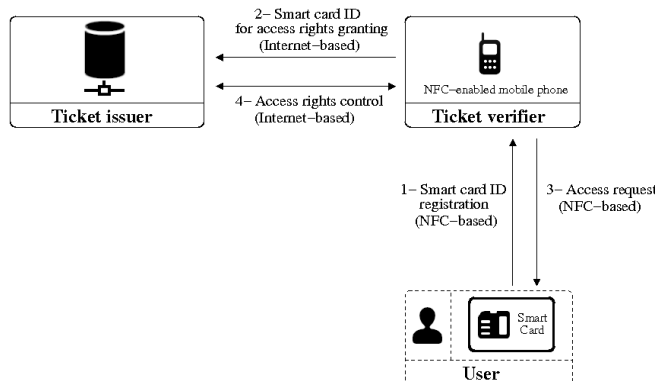 2− Smart card ID
for access rights granting
(Internet−based)
NFC−enabled mobile phone
4− Access rights control
(Internet−based)
Ticket issuer
Ticket verifier
1− Smart card ID
registration
(NFC−based)
3− Access request
(NFC−based)
Smart
Card
User